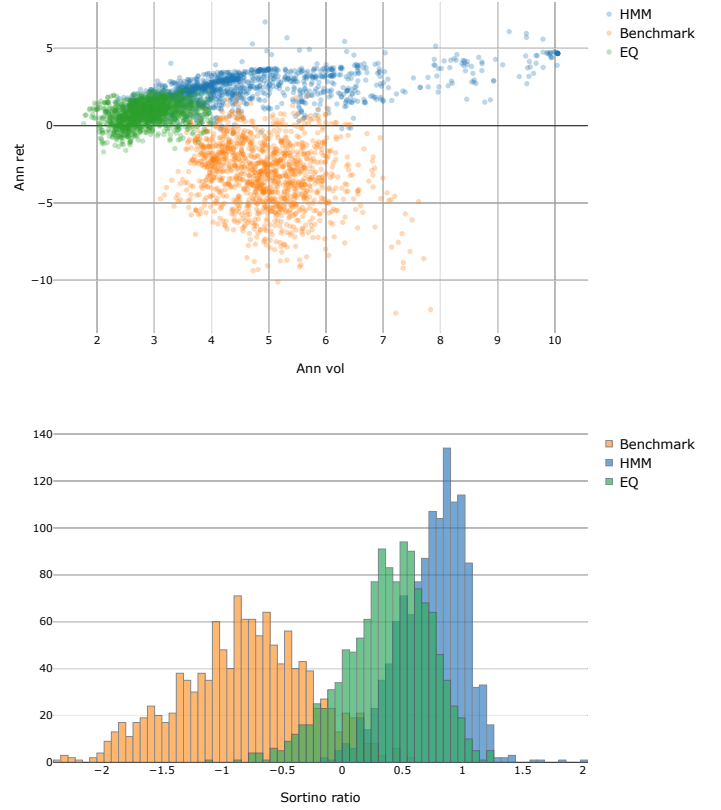 HMM
Benchmark
EQ
5
0
−5
−10
Ann ret
2 3 4 5 6 7 8 9 10
Ann vol
140
120
100
80
60
40
20
0
Benchmark
HMM
EQ
−2 −1.5 −1 −0.5 0 0.5 1 1.5 2
Sortino ratio